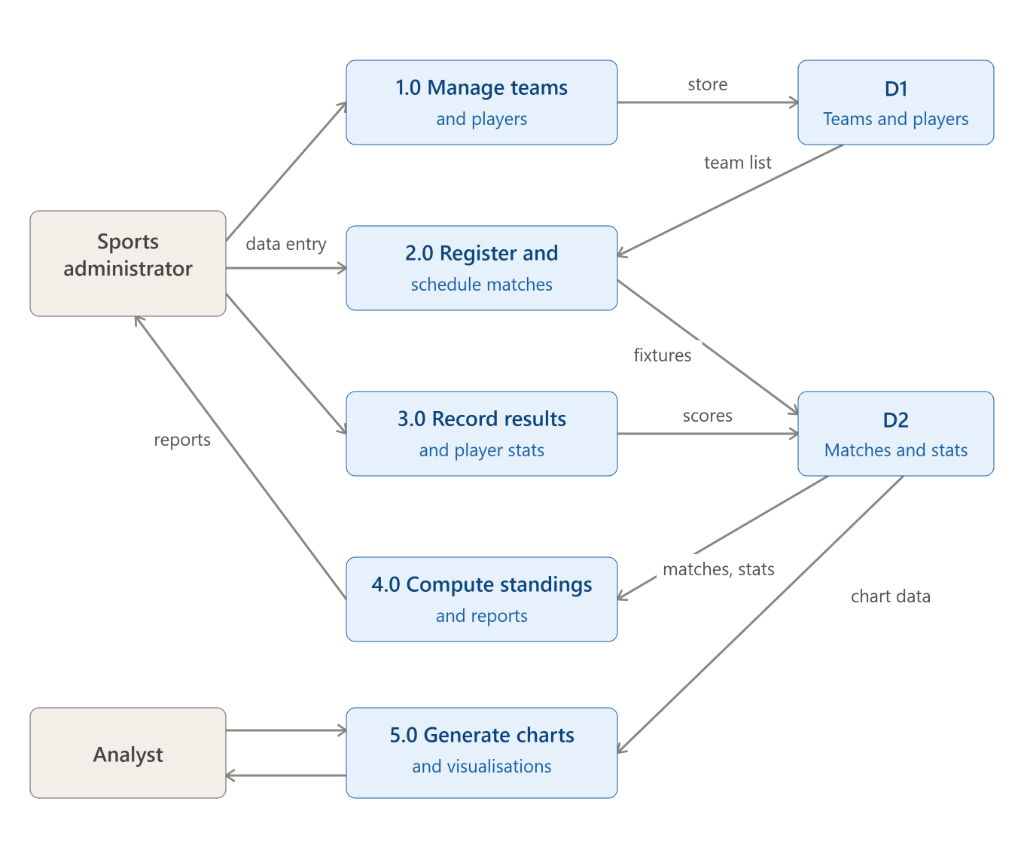 1.0 Manage teams
and players
store
D1
Teams and players
team list
Sports
administrator
data entry
2.0 Register and
schedule matches
fixtures
3.0 Record results
and player stats
scores
D2
Matches and stats
reports
4.0 Compute standings
and reports
matches, stats
chart data
Analyst
5.0 Generate charts
and visualisations